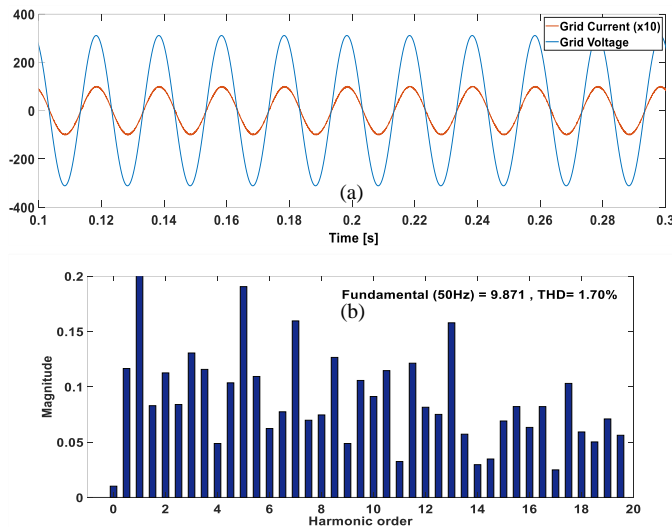 400
200
0
-200
-400
Grid Current (x10)
Grid Voltage
(a)
0.1 0.12 0.14 0.16 0.18 0.2 0.22 0.24 0.26 0.28 0.3
Time [s]
0.2
0.15
0.1
0.05
0
Magnitude
Fundamental (50Hz) = 9.871 , THD= 1.70%
(b)
0 2 4 6 8 10 12 14 16 18 20
Harmonic order